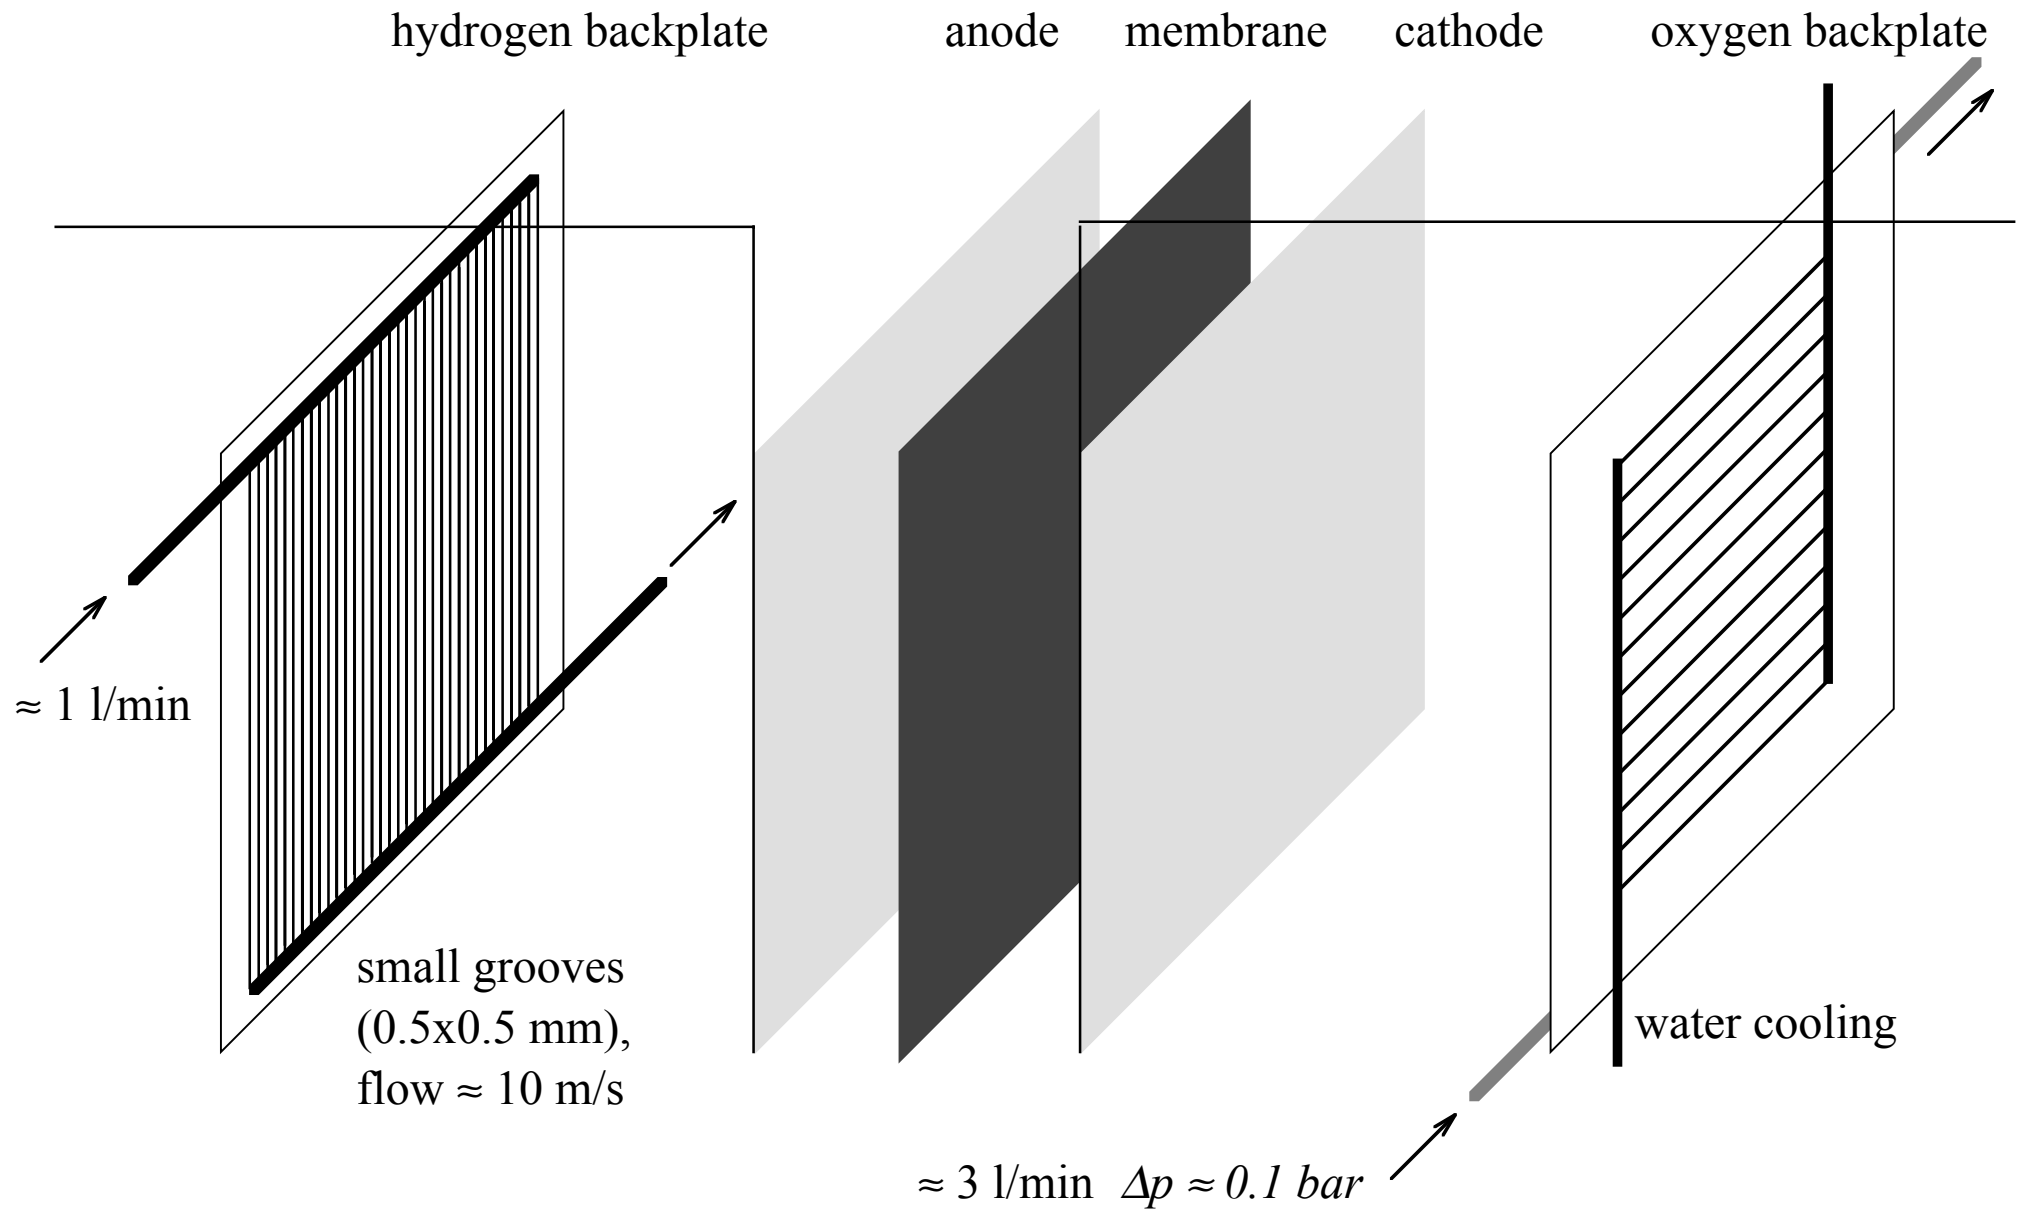 hydrogen backplate
anode
membrane
cathode
oxygen backplate
≈ 1 l/min
small grooves
(0.5x0.5 mm),
flow ≈ 10 m/s
water cooling
≈ 3 l/min Δp ≈ 0.1 bar